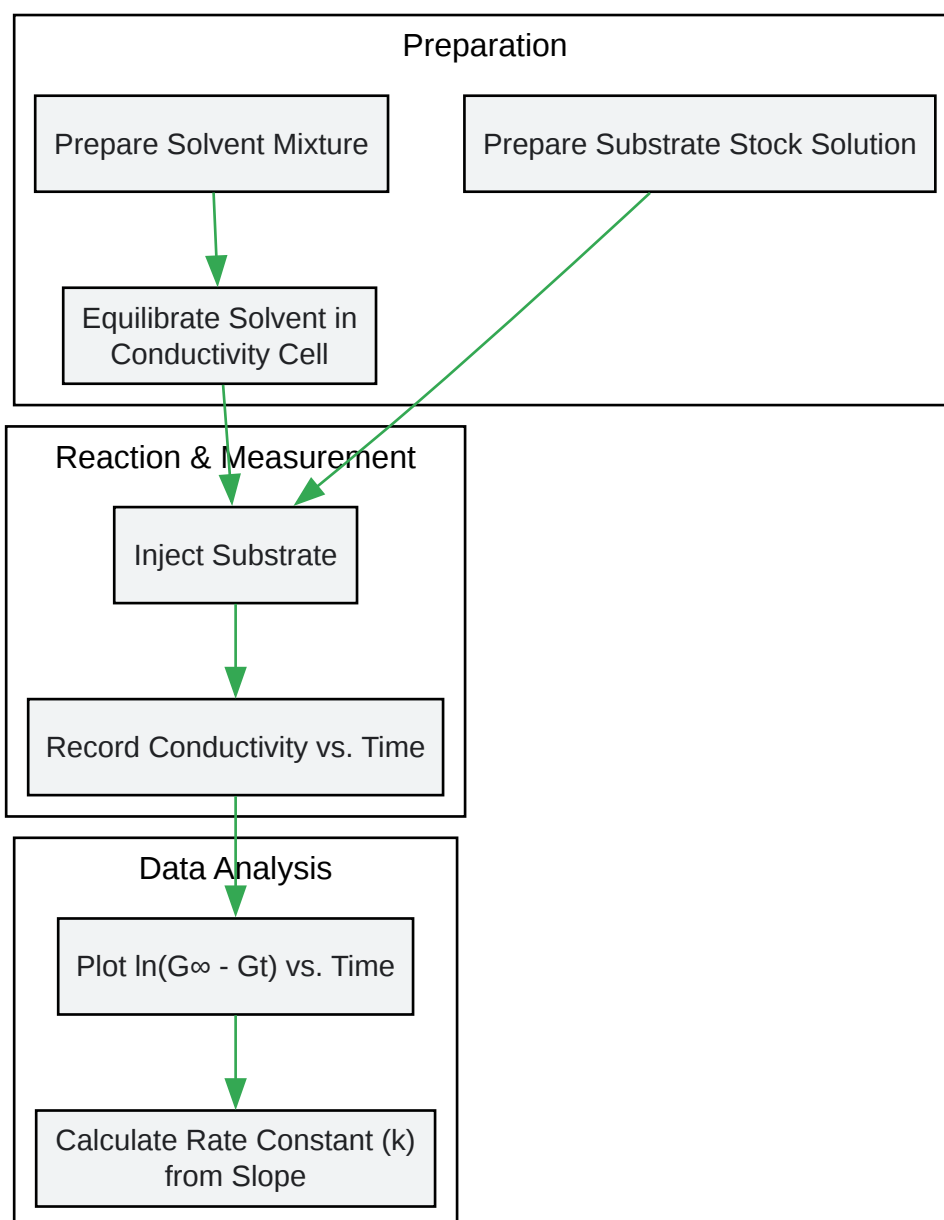 Preparation
Prepare Solvent Mixture
Prepare Substrate Stock Solution
Equilibrate Solvent in
Conductivity Cell
Reaction & Measurement
Inject Substrate
Record Conductivity vs. Time
Data Analysis
Plot ln(G∞ - Gt) vs. Time
Calculate Rate Constant (k)
from Slope